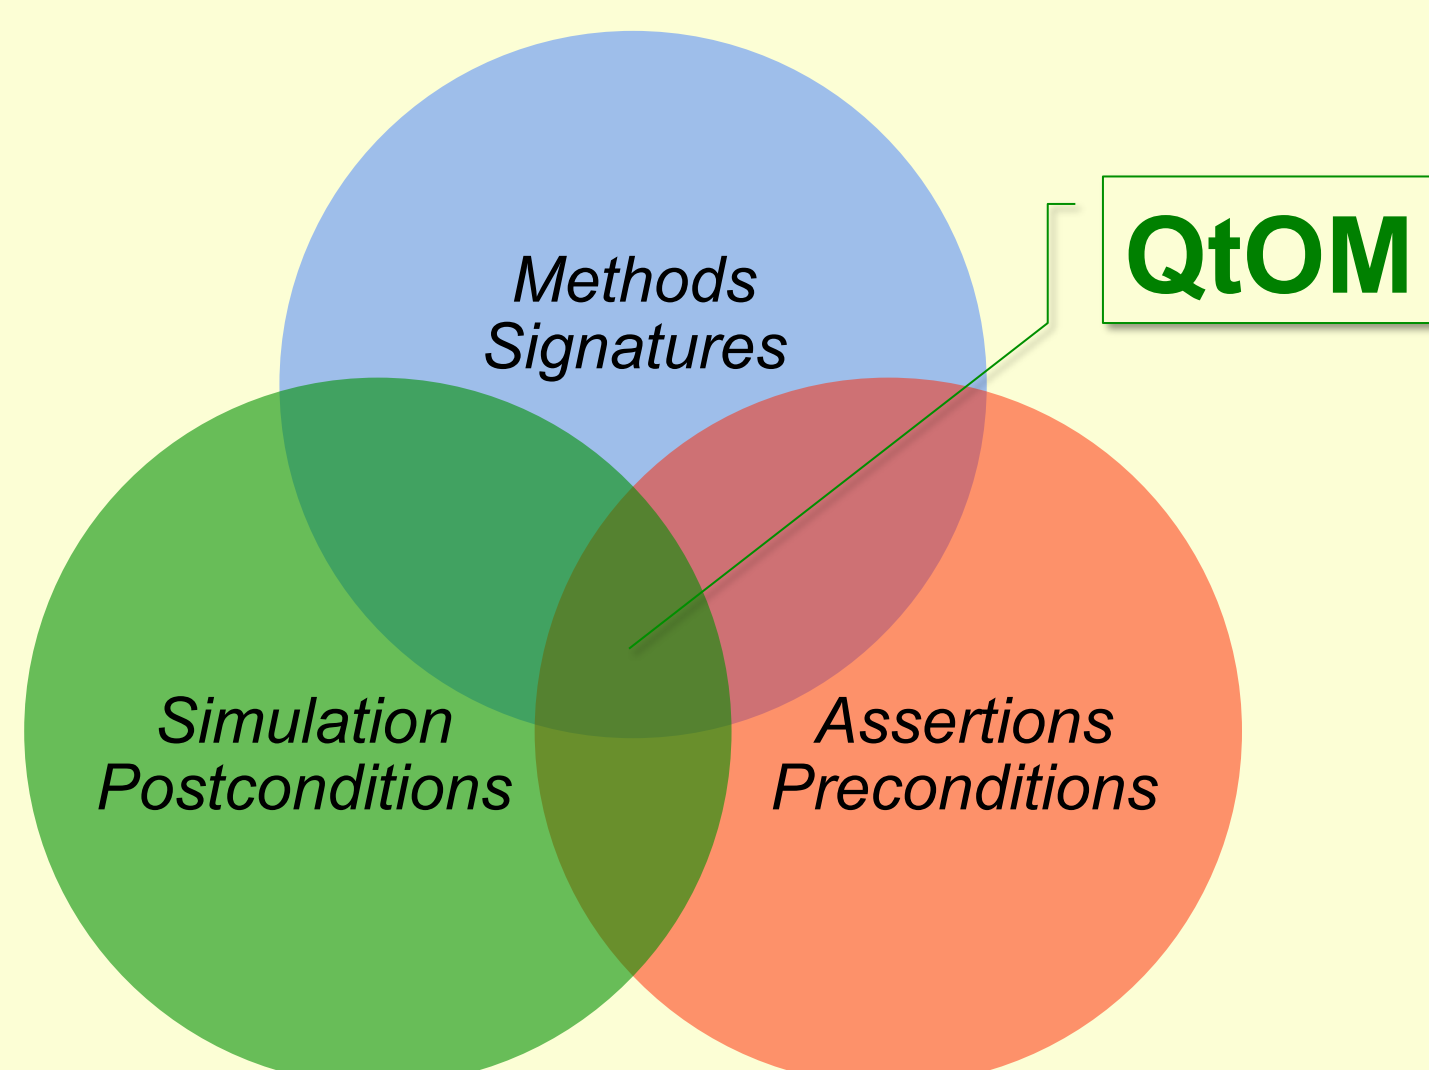 Methods
Signatures
QtOM
Simulation
Postconditions
Assertions
Preconditions